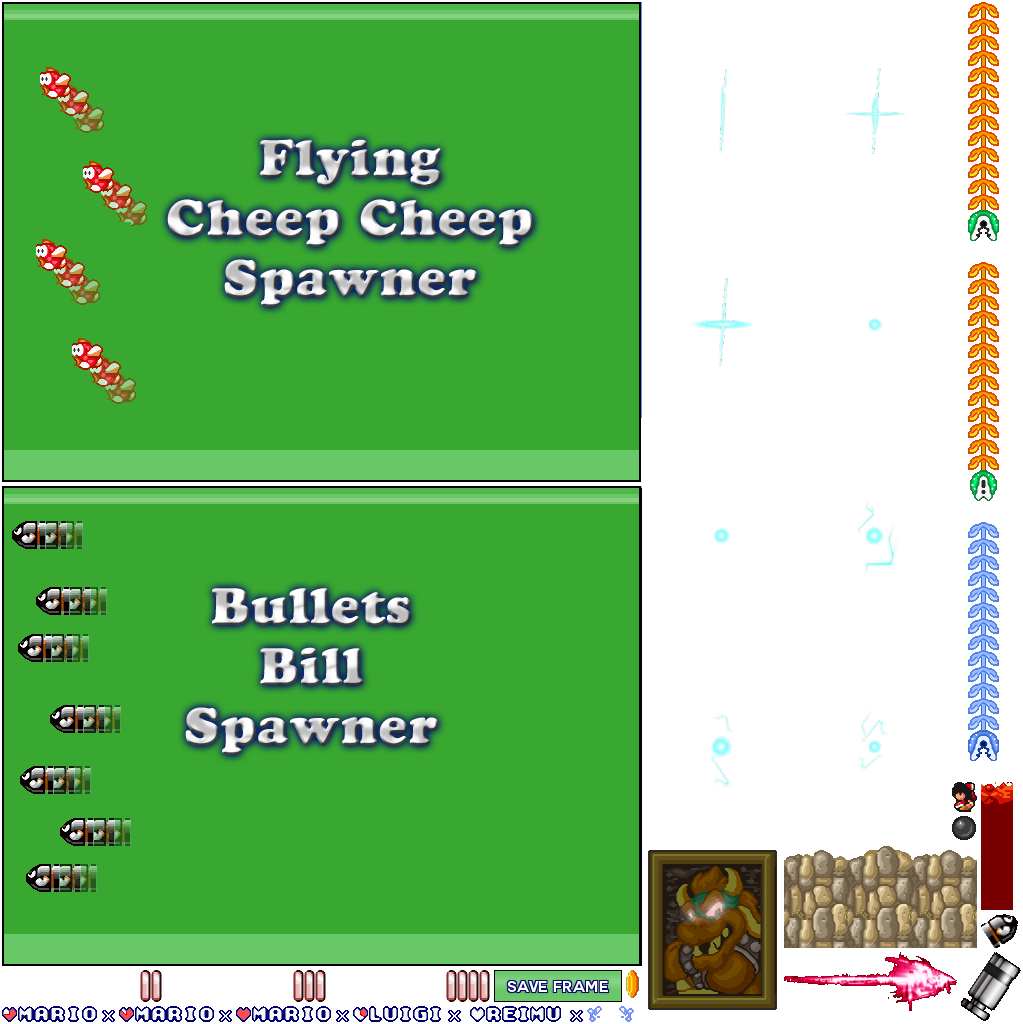 Flying
Cheep Cheep
Spawner
Bullets
Bill
Spawner
SAVE FRAME
MARIO x MARIO x MARIO x LUIGI x REIMU x